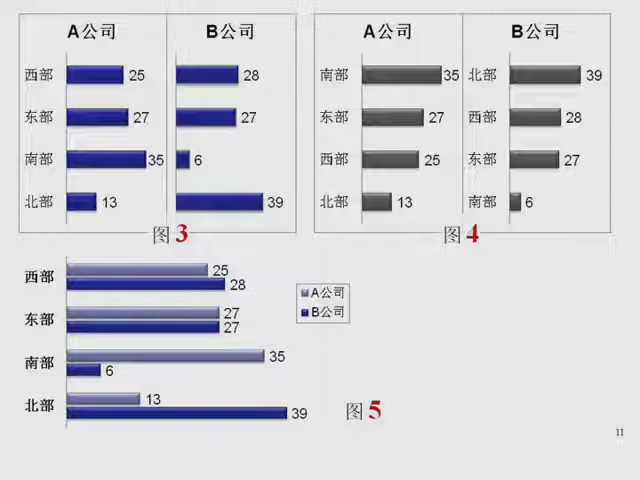 A公司 B公司
西部 25 28
东部 27 27
南部 35 6
北部 13 39
图 3
A公司 B公司
南部 35 北部 39
东部 27 西部 28
西部 25 东部 27
北部 13 南部 6
图 4
西部 25
28
东部 27
27
南部 35
6
北部 13
39
A公司
B公司
图 5
11